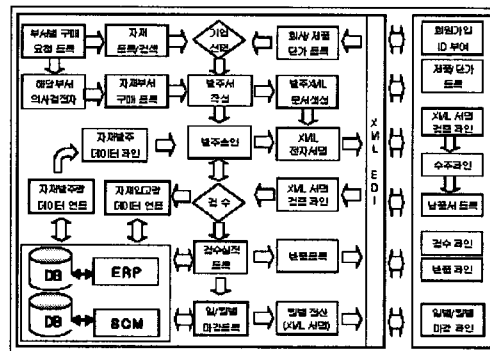 부서별 구매
요청 등록
자재
등록/검색
기업
선택
회사/제품
단가 등록
회원가입
ID 부여
해당부서
의사결정자
자재부서
구매 등록
발주서
작성
발주XML
문서생성
제품/단가
등록
자재발주
데이터 확인
발주승인
XML
전자서명
XML EDI
XML 서명
검증 확인
수주확인
자재발주량
데이터 연동
자재입고량
데이터 연동
검 수
XML 서명
검증 확인
납품서 등록
DB
ERP
검수실적
등록
반품등록
검수 확인
반품 확인
DB
SCM
일/월별
마감등록
월별 정산
(XML 서명)
일별/월별
마감 확인